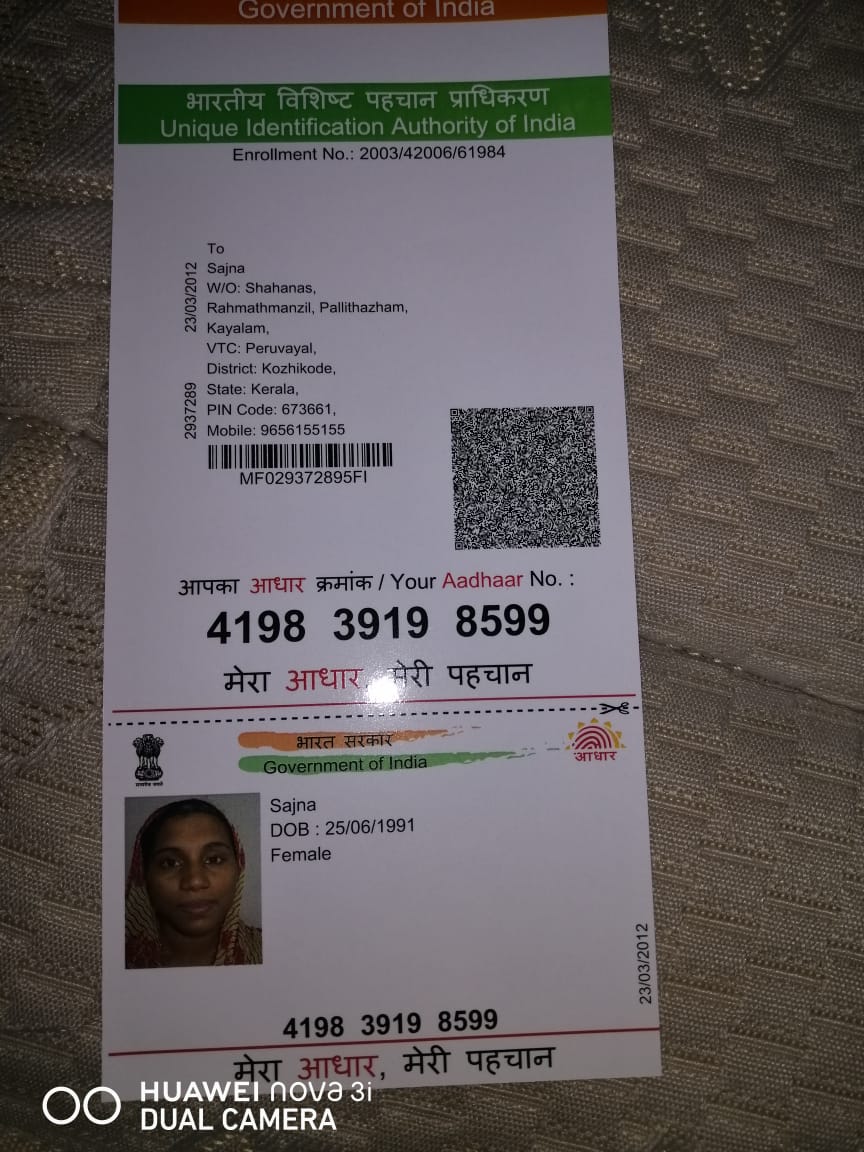 Government of India
भारतीय विशिष्ट पहचान प्राधिकरण
Unique Identification Authority of India
Enrollment No.: 2003/42006/61984
To
Sajna
W/O: Shahanas,
Rahmathmanzil, Pallithazham,
Kayalam,
VTC: Peruvayal,
District: Kozhikode,
State: Kerala,
PIN Code: 673661,
Mobile: 9656155155
23/03/2012
2937289
MF029372895FI
आपका आधार क्रमांक / Your Aadhaar No. :
4198 3919 8599
मेरा आधार, मेरी पहचान
भारत सरकार
Government of India
आधार
Sajna
DOB : 25/06/1991
Female
23/03/2012
4198 3919 8599
मेरा आधार, मेरी पहचान
HUAWEI nova 3i
DUAL CAMERA